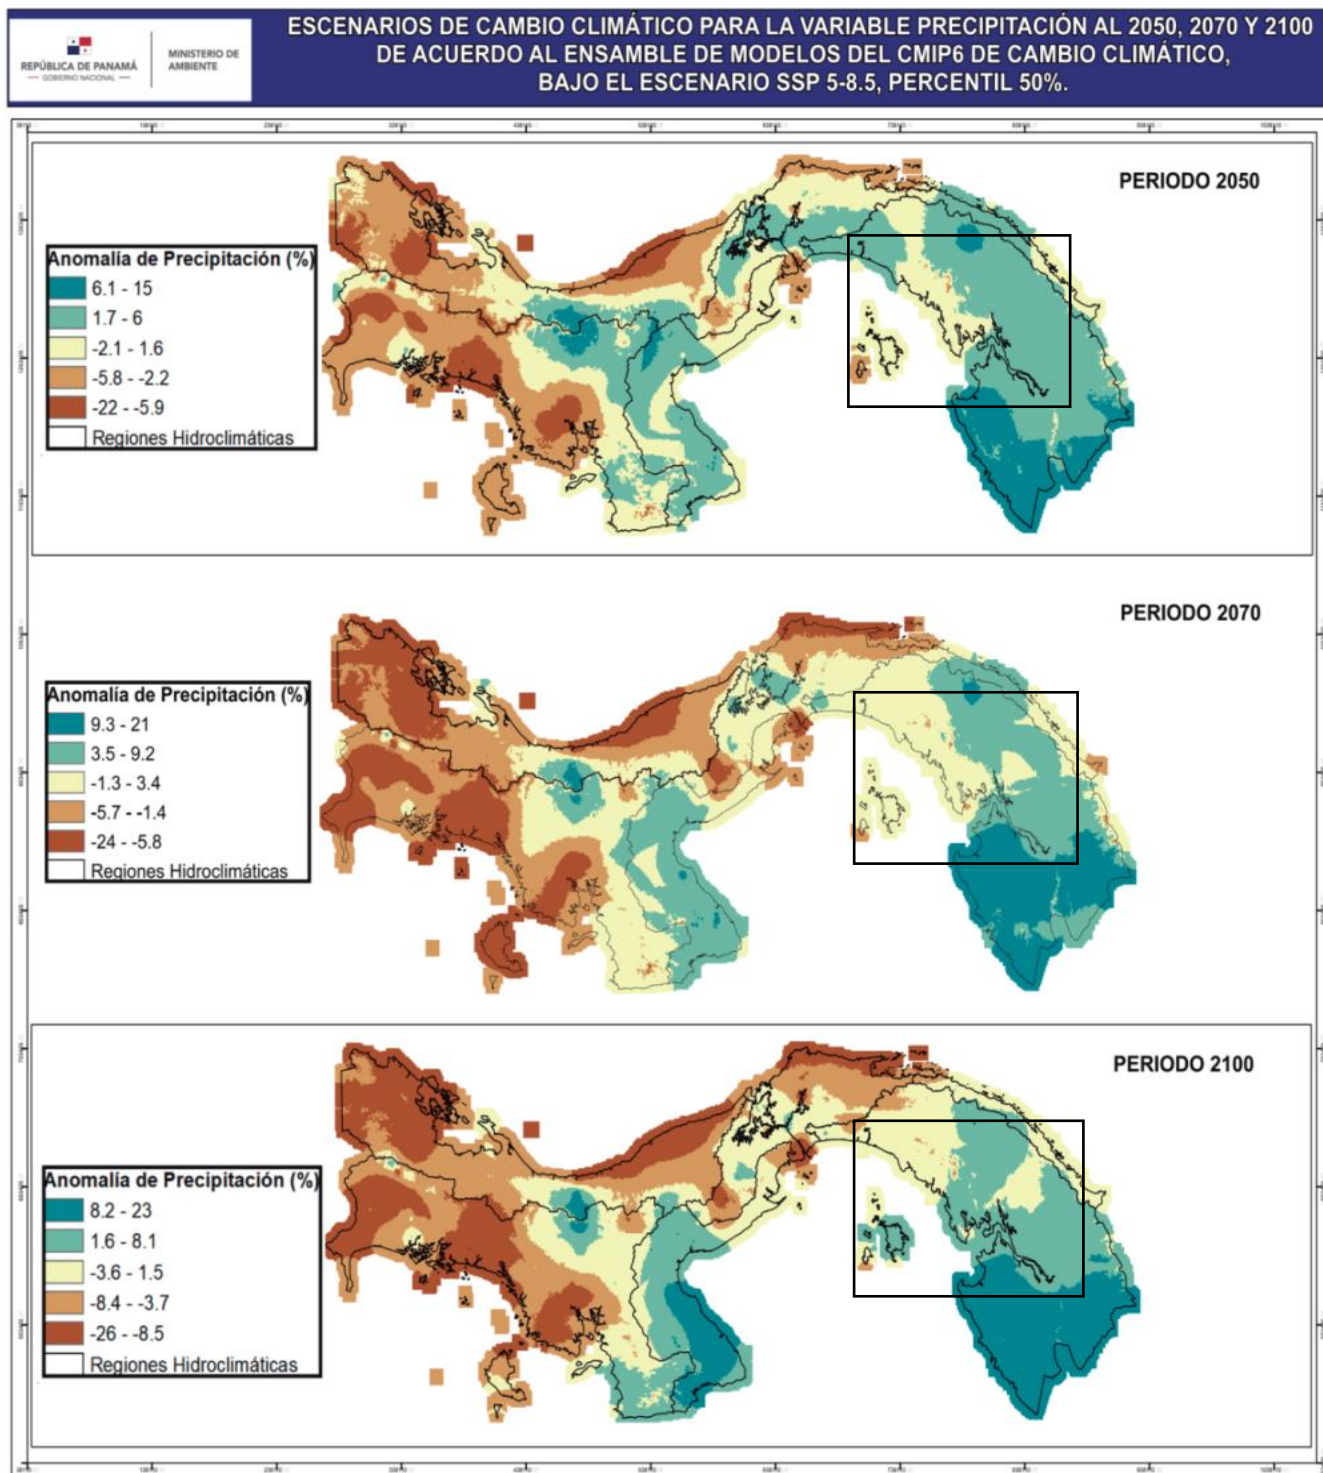 REPÚBLICA DE PANAMÁ
— GOBIERNO NACIONAL —
MINISTERIO DE
AMBIENTE
ESCENARIOS DE CAMBIO CLIMÁTICO PARA LA VARIABLE PRECIPITACIÓN AL 2050, 2070 Y 2100
DE ACUERDO AL ENSAMBLE DE MODELOS DEL CMIP6 DE CAMBIO CLIMÁTICO,
BAJO EL ESCENARIO SSP 5-8.5, PERCENTIL 50%.
PERIODO 2050
Anomalía de Precipitación (%)
6.1 - 15
1.7 - 6
-2.1 - 1.6
-5.8 - -2.2
-22 - -5.9
Regiones Hidroclimáticas
PERIODO 2070
Anomalía de Precipitación (%)
9.3 - 21
3.5 - 9.2
-1.3 - 3.4
-5.7 - -1.4
-24 - -5.8
Regiones Hidroclimáticas
PERIODO 2100
Anomalía de Precipitación (%)
8.2 - 23
1.6 - 8.1
-3.6 - 1.5
-8.4 - -3.7
-26 - -8.5
Regiones Hidroclimáticas